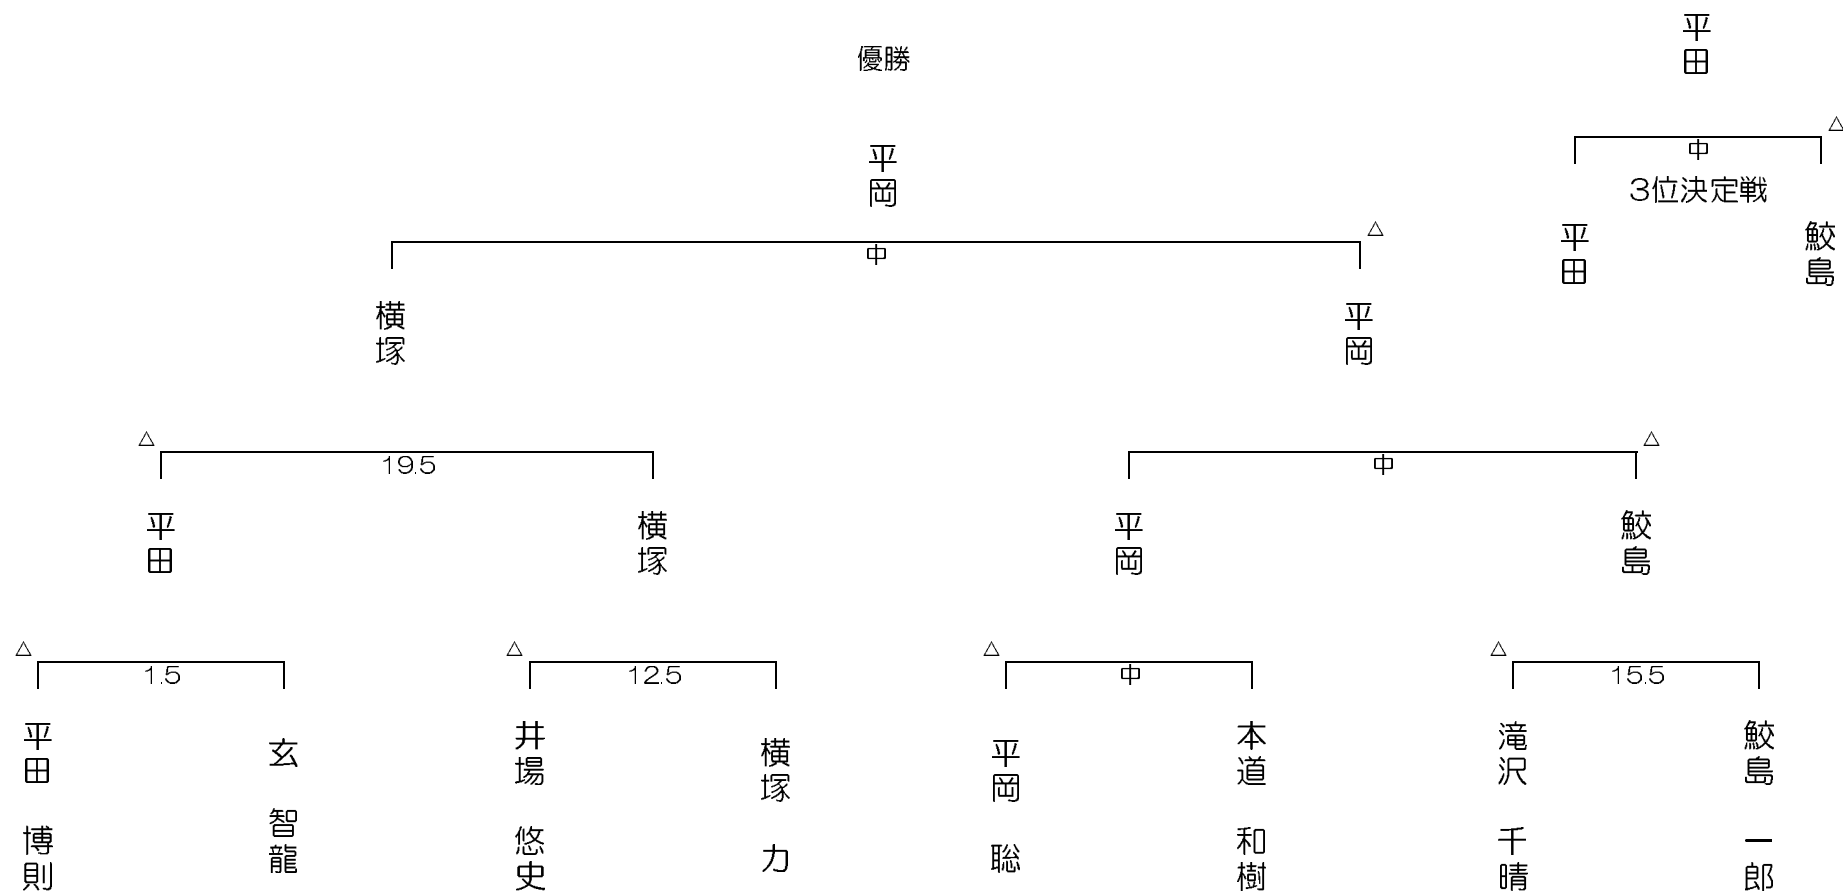 優勝
平岡
△
中
横塚
平岡
平田
△
中
3位決定戦
平田
鮫島
△
19.5
平田
横塚
△
中
平岡
鮫島
△
1.5
平田 博則
玄 智龍
△
12.5
井場 悠史
横塚 力
△
中
平岡 聡
本道 和樹
△
15.5
滝沢 千晴
鮫島 一郎